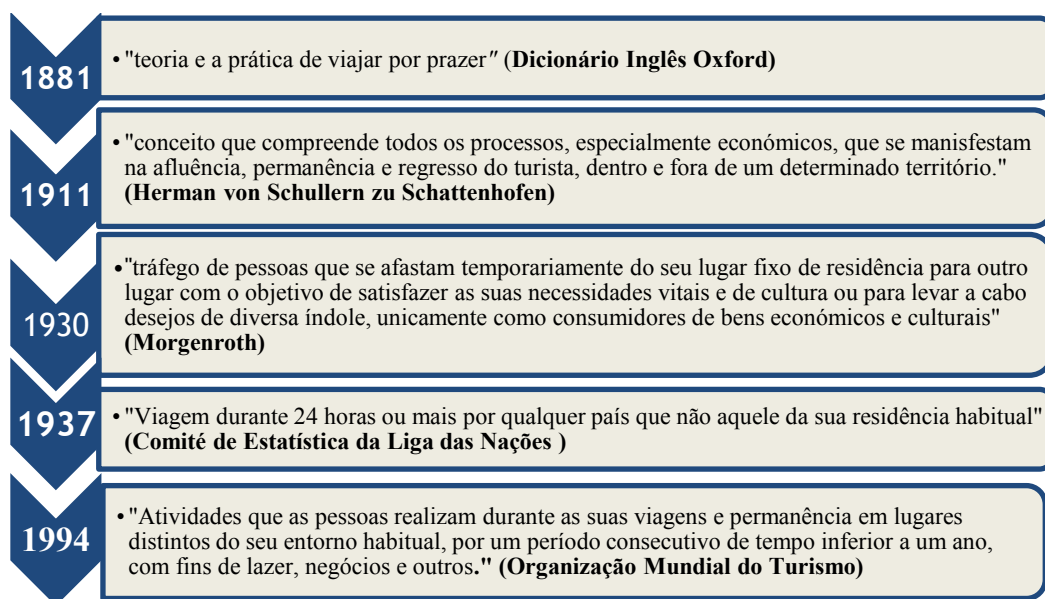 1881
• "teoria e a prática de viajar por prazer" (Dicionário Inglês Oxford)
1911
• "conceito que compreende todos os processos, especialmente económicos, que se manisfestam
na afluência, permanência e regresso do turista, dentro e fora de um determinado território."
(Herman von Schullern zu Schattenhofen)
1930
• "tráfego de pessoas que se afastam temporariamente do seu lugar fixo de residência para outro
lugar com o objetivo de satisfazer as suas necessidades vitais e de cultura ou para levar a cabo
desejos de diversa índole, unicamente como consumidores de bens económicos e culturais"
(Morgenroth)
1937
• "Viagem durante 24 horas ou mais por qualquer país que não aquele da sua residência habitual"
(Comité de Estatística da Liga das Nações )
1994
• "Atividades que as pessoas realizam durante as suas viagens e permanência em lugares
distintos do seu entorno habitual, por um período consecutivo de tempo inferior a um ano,
com fins de lazer, negócios e outros." (Organização Mundial do Turismo)